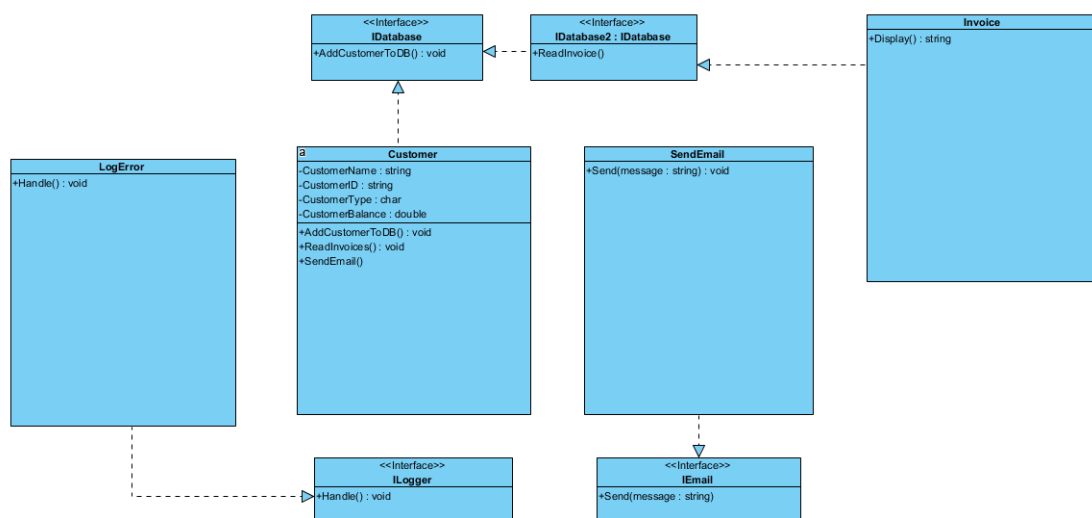 <<Interface>>
IDatabase
+AddCustomerToDB() : void
<<Interface>>
IDatabase2 : IDatabase
+ReadInvoice()
Invoice
+Display() : string
LogError
+Handle() : void
a
Customer
-CustomerName : string
-CustomerID : string
-CustomerType : char
-CustomerBalance : double
+AddCustomerToDB() : void
+ReadInvoices() : void
+SendEmail()
SendEmail
+Send(message : string) : void
<<Interface>>
ILogger
+Handle() : void
<<Interface>>
IEmail
+Send(message : string)